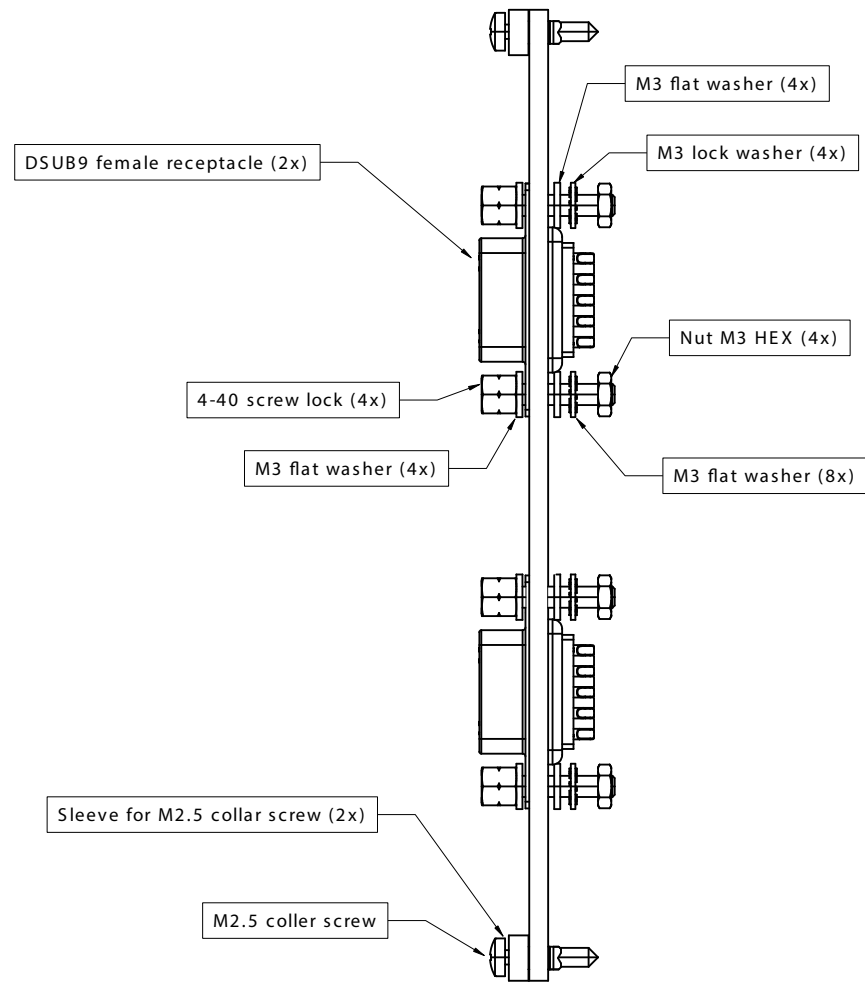 M3 flat washer (4x)
M3 lock washer (4x)
DSUB9 female receptacle (2x)
Nut M3 HEX (4x)
4-40 screw lock (4x)
M3 flat washer (4x)
M3 flat washer (8x)
Sleeve for M2.5 collar screw (2x)
M2.5 coller screw